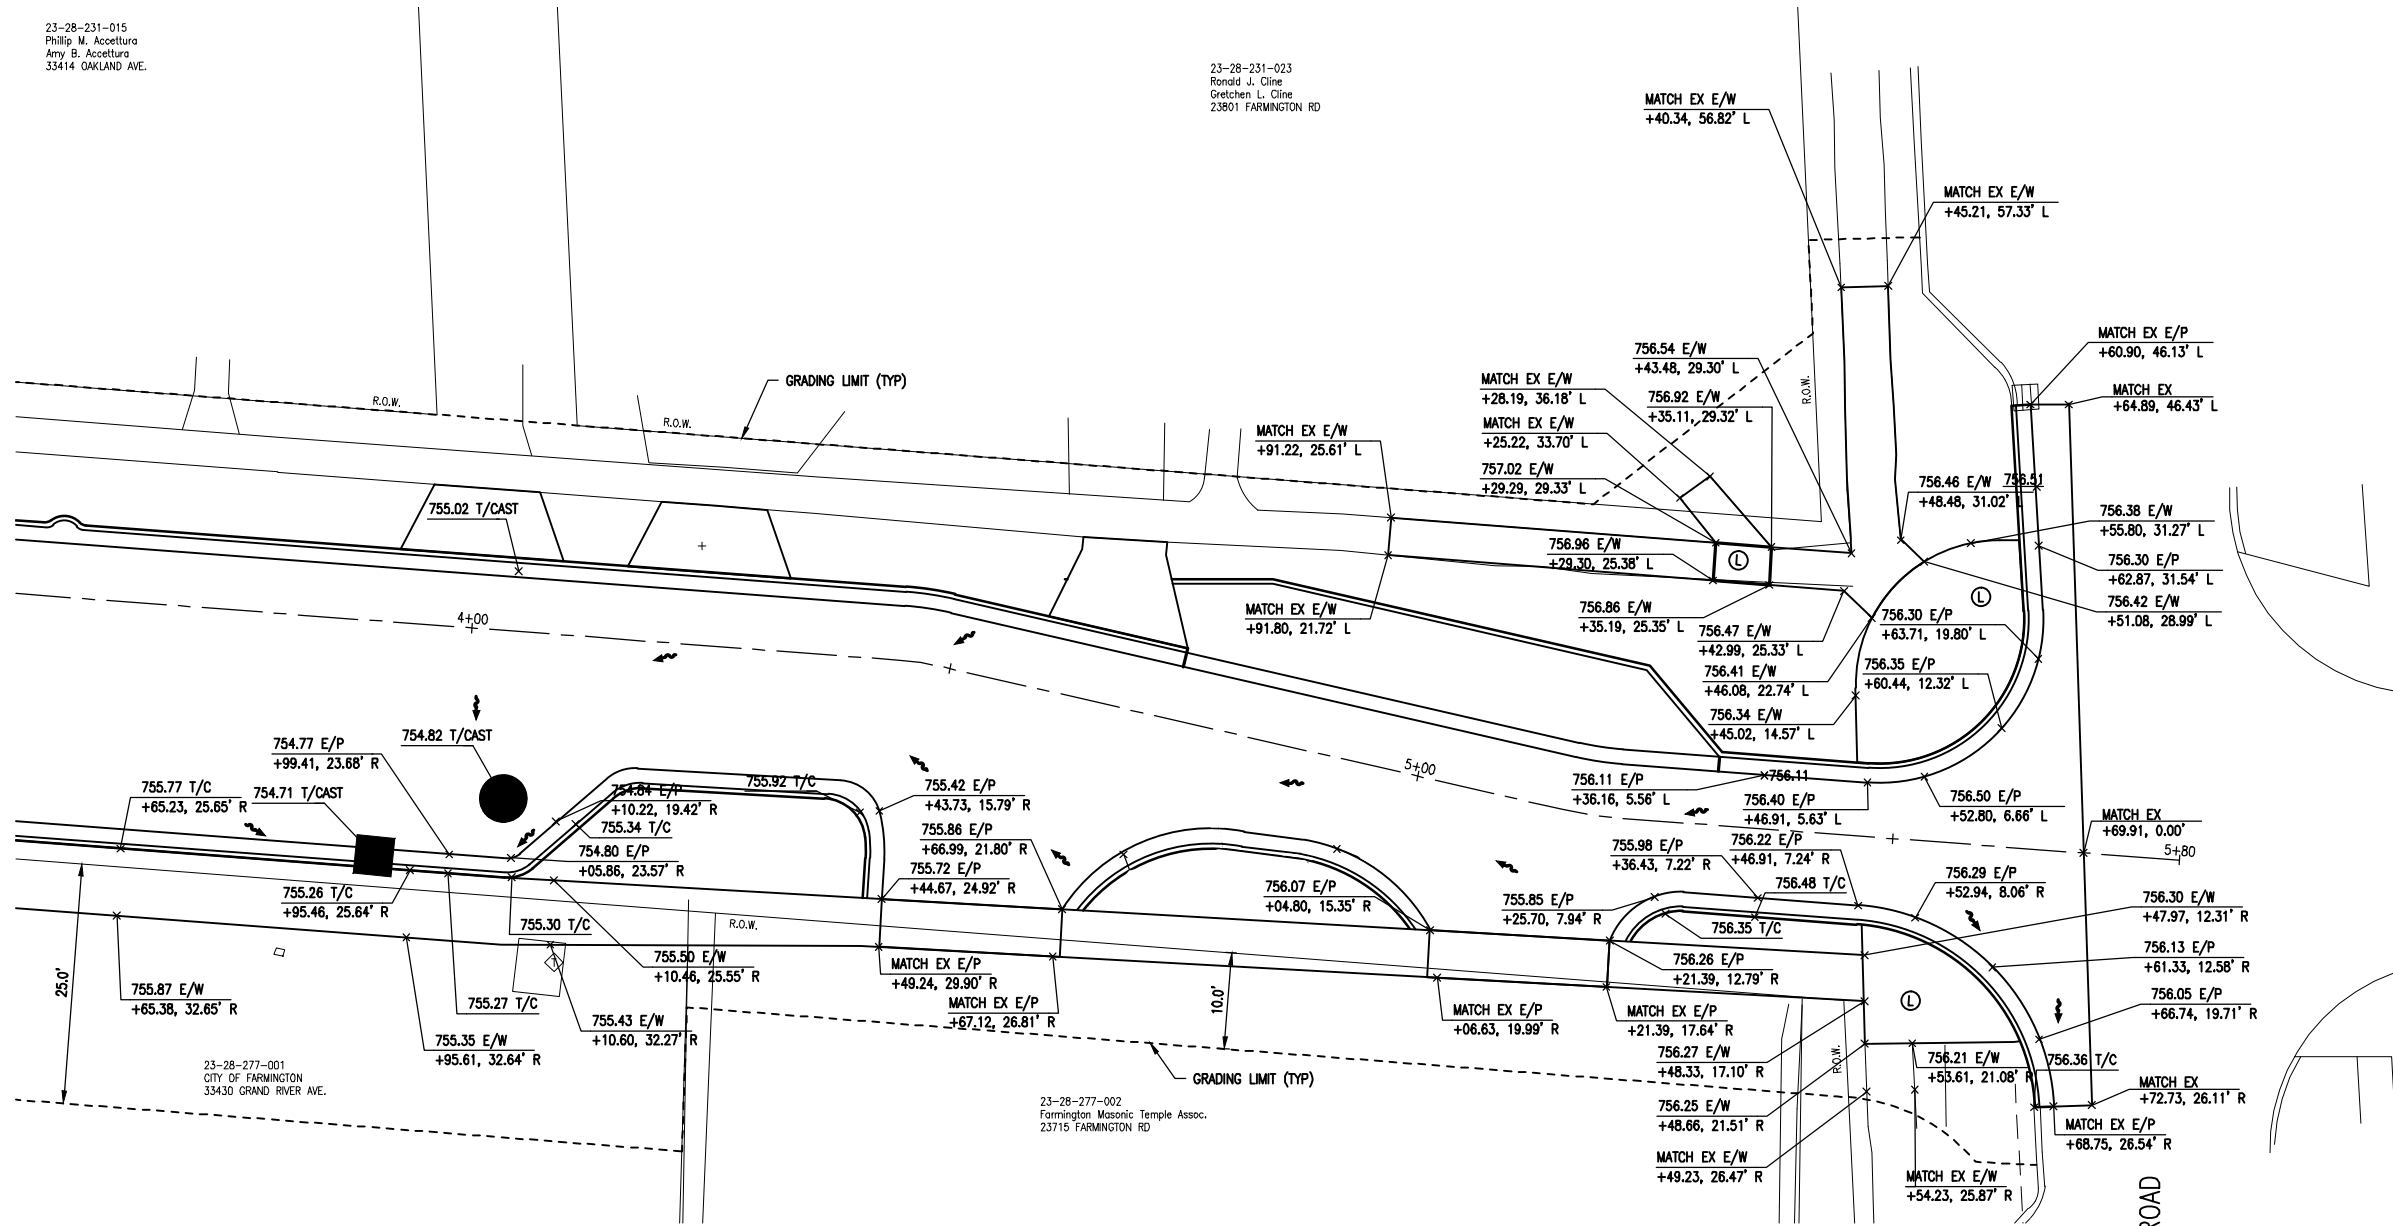 23-28-231-015
Phillip M. Accettura
Amy B. Accettura
33414 OAKLAND AVE.
23-28-231-023
Ronald J. Cline
Gretchen L. Cline
23801 FARMINGTON RD
MATCH EX E/W
+40.34, 56.82' L
MATCH EX E/W
+45.21, 57.33' L
MATCH EX E/P
+60.90, 46.13' L
MATCH EX
+64.89, 46.43' L
756.54 E/W
+43.48, 29.30' L
MATCH EX E/W
+28.19, 36.18' L
756.92 E/W
+35.11, 29.32' L
R.O.W.
GRADING LIMIT (TYP)
R.O.W.
R.O.W.
MATCH EX E/W
+25.22, 33.70' L
MATCH EX E/W
+91.22, 25.61' L
757.02 E/W
+29.29, 29.33' L
756.46 E/W
+48.48, 31.02' L
756.51
755.02 T/CAST
756.38 E/W
+55.80, 31.27' L
756.96 E/W
+29.30, 25.38' L
L
756.30 E/P
+62.87, 31.54' L
L
756.42 E/W
+51.08, 28.99' L
MATCH EX E/W
+91.80, 21.72' L
756.86 E/W
+35.19, 25.35' L
756.30 E/P
+63.71, 19.80' L
4+00
756.47 E/W
+42.99, 25.33' L
756.41 E/W
+46.08, 22.74' L
756.35 E/P
+60.44, 12.32' L
756.34 E/W
+45.02, 14.57' L
754.82 T/CAST
754.77 E/P
+99.41, 23.68' R
5+00
756.11 E/P
+36.16, 5.56' L
756.11
755.77 T/C
+65.23, 25.65' R
754.71 T/CAST
754.84 E/P
+10.22, 19.42' R
755.92 T/C
755.42 E/P
+43.73, 15.79' R
756.40 E/P
+46.91, 5.63' L
756.50 E/P
+52.80, 6.66' L
MATCH EX
+69.91, 0.00'
5+80
755.34 T/C
755.86 E/P
+66.99, 21.80' R
754.80 E/P
+05.86, 23.57' R
755.98 E/P
+36.43, 7.22' R
756.22 E/P
+46.91, 7.24' R
755.72 E/P
+44.67, 24.92' R
756.07 E/P
+04.80, 15.35' R
756.48 T/C
756.29 E/P
+52.94, 8.06' R
755.26 T/C
+95.46, 25.64' R
755.30 T/C
R.O.W.
755.85 E/P
+25.70, 7.94' R
756.35 T/C
756.30 E/W
+47.97, 12.31' R
755.50 E/W
+10.46, 25.55' R
MATCH EX E/P
+49.24, 29.90' R
756.26 E/P
+21.39, 12.79' R
756.13 E/P
+61.33, 12.58' R
25.0'
755.87 E/W
+65.38, 32.65' R
755.27 T/C
1
MATCH EX E/P
+67.12, 26.81' R
10.0'
MATCH EX E/P
+06.63, 19.99' R
MATCH EX E/P
+21.39, 17.64' R
L
756.05 E/P
+66.74, 19.71' R
755.35 E/W
+95.61, 32.64' R
755.43 E/W
+10.60, 32.27' R
756.27 E/W
+48.33, 17.10' R
R.O.W.
756.21 E/W
+53.61, 21.08' R
756.36 T/C
23-28-277-001
CITY OF FARMINGTON
33430 GRAND RIVER AVE.
GRADING LIMIT (TYP)
MATCH EX
+72.73, 26.11' R
23-28-277-002
Farmington Masonic Temple Assoc.
23715 FARMINGTON RD
756.25 E/W
+48.66, 21.51' R
MATCH EX E/P
+68.75, 26.54' R
MATCH EX E/W
+49.23, 26.47' R
MATCH EX E/W
+54.23, 25.87' R
ROAD